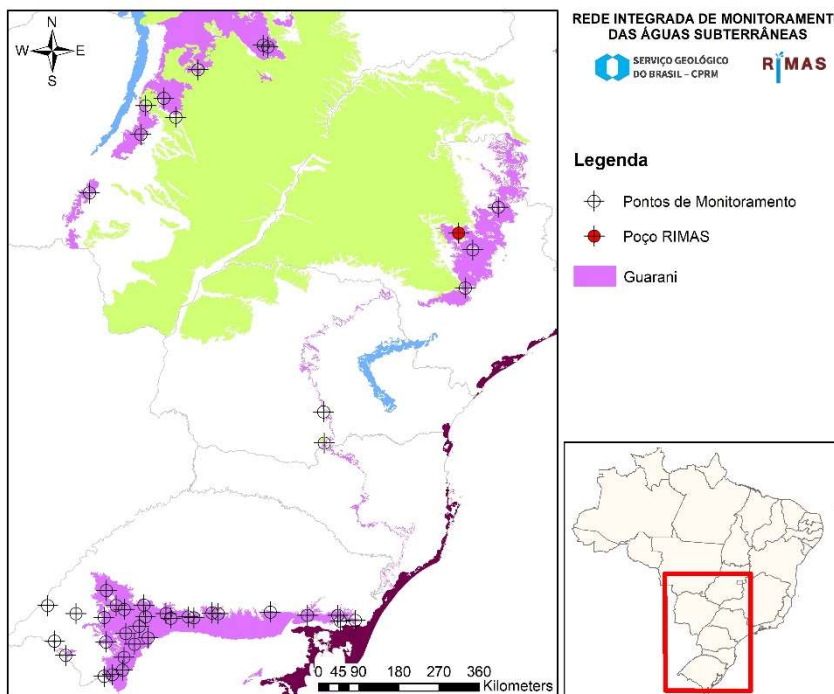 N
W E
S
REDE INTEGRADA DE MONITORAMENT
DAS ÁGUAS SUBTERRÂNEAS
SERVIÇO GEOLÓGICO
DO BRASIL – CPRM
RIMAS
Legenda
Pontos de Monitoramento
Poço RIMAS
Guarani
0 45 90 180 270 360
Kilometers